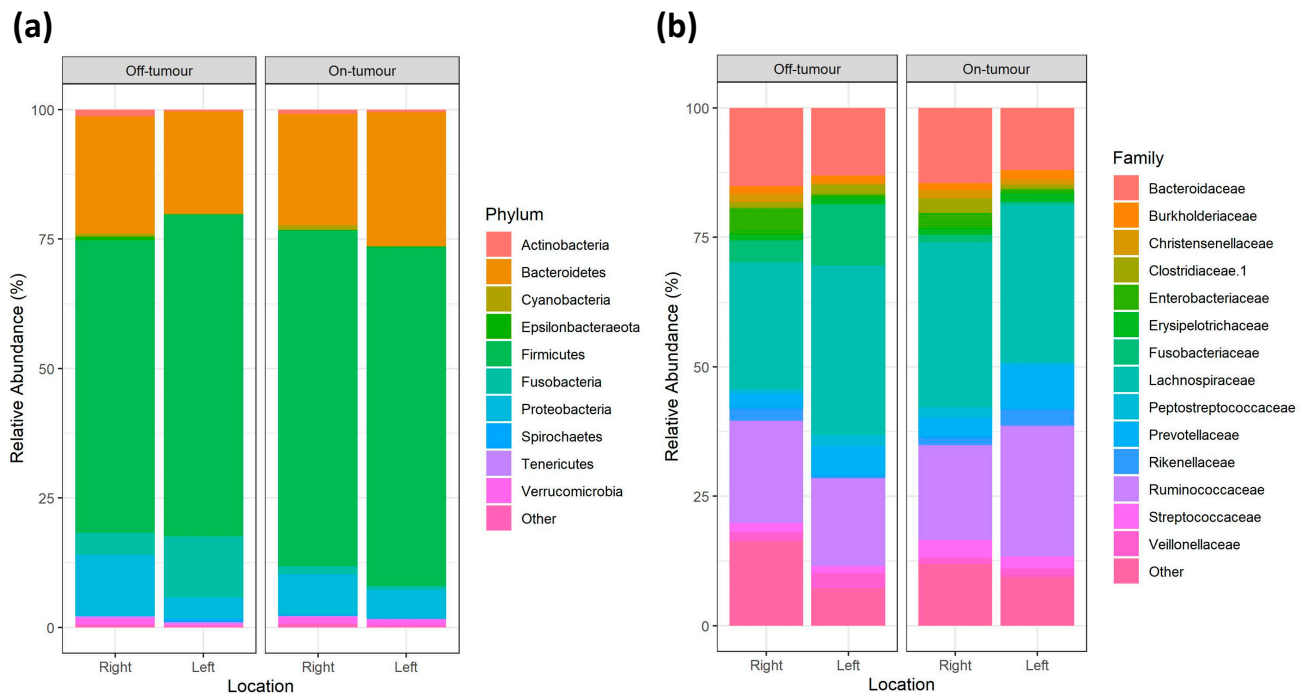 (a)
Off-tumour
On-tumour
100
75
50
25
0
Relative Abundance (%)
Right
Left
Right
Left
Location
Phylum
Actinobacteria
Bacteroidetes
Cyanobacteria
Epsilonbacteraeota
Firmicutes
Fusobacteria
Proteobacteria
Spirochaetes
Tenericutes
Verrucomicrobia
Other
(b)
Off-tumour
On-tumour
100
75
50
25
0
Relative Abundance (%)
Right
Left
Right
Left
Location
Family
Bacteroidaceae
Burkholderiaceae
Christensenellaceae
Clostridiaceae.1
Enterobacteriaceae
Erysipelotrichaceae
Fusobacteriaceae
Lachnospiraceae
Peptostreptococcaceae
Prevotellaceae
Rikenellaceae
Ruminococcaceae
Streptococcaceae
Veillonellaceae
Other